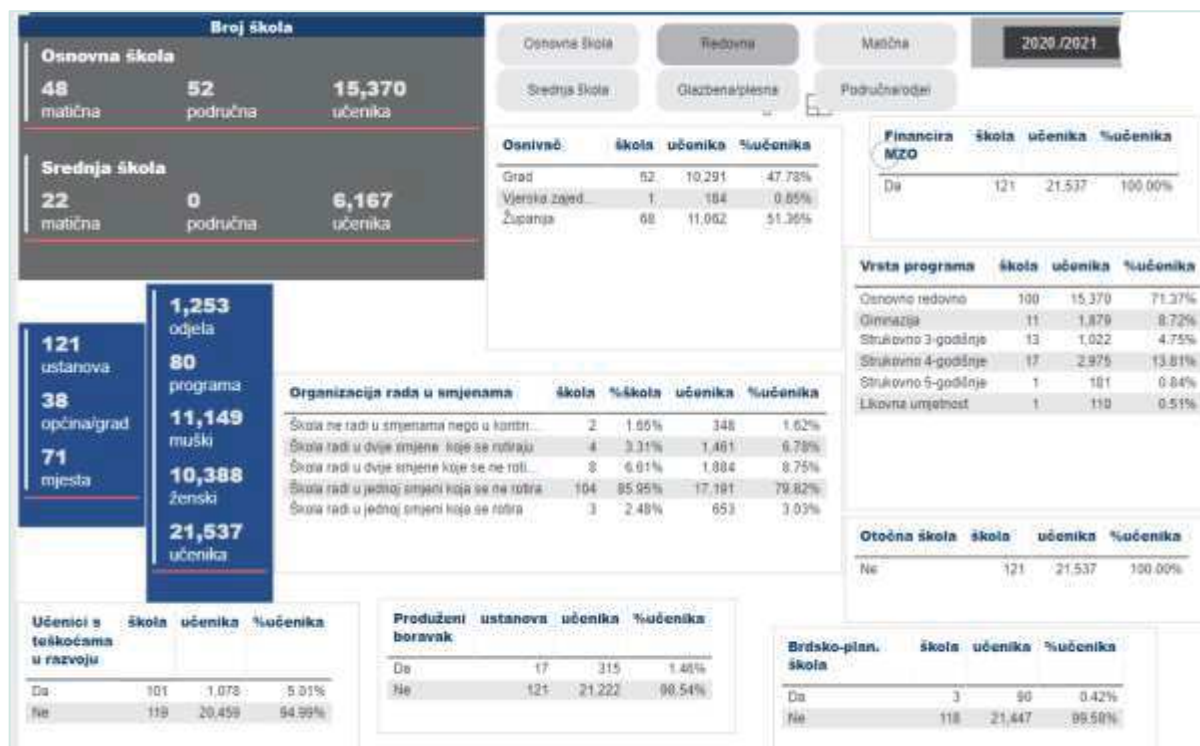 Broj škola
Osnovna škola
48 52 15,370
matična područna učenika
Srednja škola
22 0 6,167
matična područna učenika
Osnovna škola Redovna Matična 2020./2021.
Srednja škola Glazbena/plesna Područna/odjel
Osnivač škola učenika %učenika
Grad 52 10,291 47.78%
Vjerska zajed... 1 184 0.85%
Županija 68 11,062 51.36%
Financira škola učenika %učenika
MZO
Da 121 21,537 100.00%
Vrsta programa škola učenika %učenika
Osnovno redovno 100 15,370 71.37%
Gimnazija 11 1,879 8.72%
Strukovno 3-godišnje 13 1,022 4.75%
Strukovno 4-godišnje 17 2,975 13.81%
Strukovno 5-godišnje 1 181 0.84%
Likovna umjetnost 1 110 0.51%
121
ustanova
38
općina/grad
71
mjesta
1,253
odjela
80
programa
11,149
muški
10,388
ženski
21,537
učenika
Organizacija rada u smjenama škola %škola učenika %učenika
Škola ne radi u smjenama nego u kontin... 2 1.65% 348 1.62%
Škola radi u dvije smjene koje se rotiraju 4 3.31% 1,461 6.78%
Škola radi u dvije smjene koje se ne roti... 8 6.61% 1,884 8.75%
Škola radi u jednoj smjeni koja se ne rotira 104 85.95% 17,191 79.82%
Škola radi u jednoj smjeni koja se rotira 3 2.48% 653 3.03%
Otočna škola škola učenika %učenika
Ne 121 21,537 100.00%
Učenici s škola učenika %učenika
teškoćama
u razvoju
Da 101 1,078 5.01%
Ne 119 20,459 94.99%
Produženi ustanova učenika %učenika
boravak
Da 17 315 1.46%
Ne 121 21,222 98.54%
Brdsko-plan. škola učenika %učenika
škola
Da 3 90 0.42%
Ne 118 21,447 99.58%